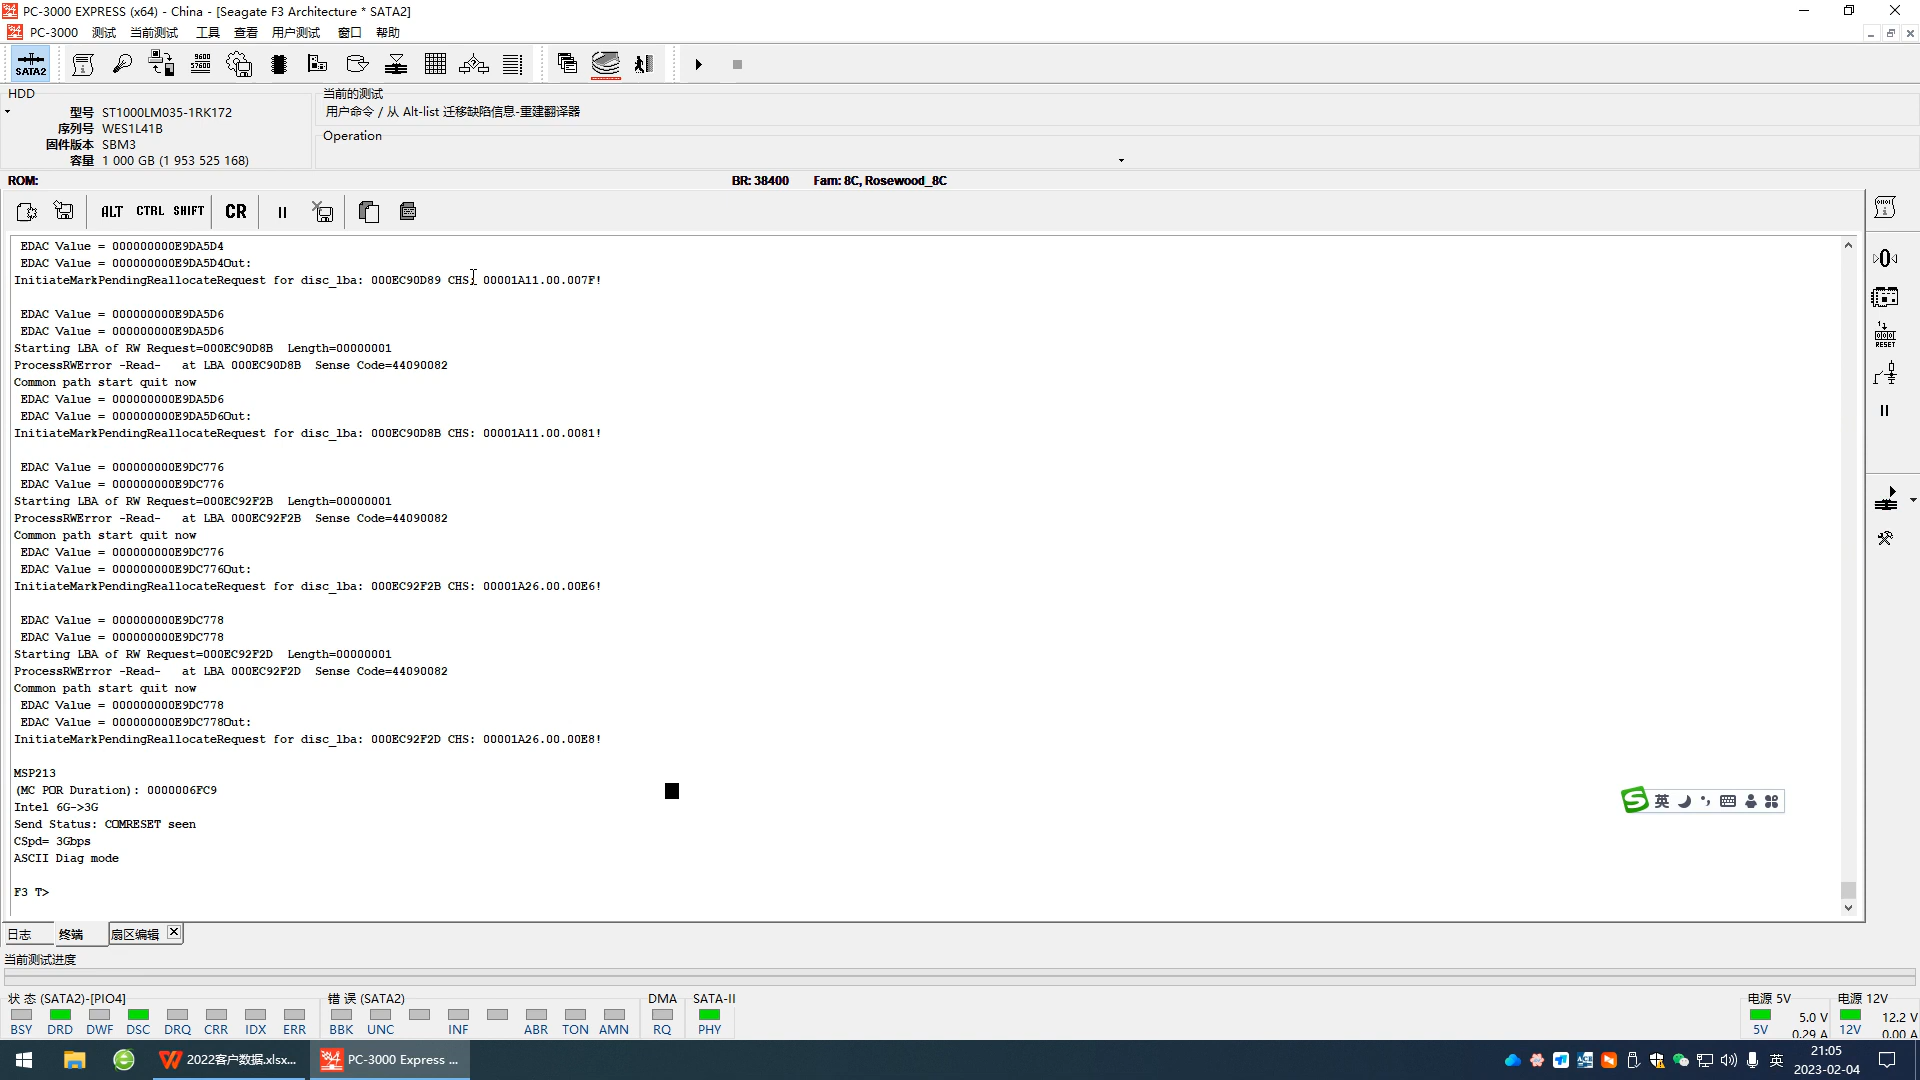 PC-3000 EXPRESS (x64) - China - [Seagate F3 Architecture * SATA2]
PC-3000 测试 当前测试 工具 查看 用户测试 窗口 帮助
SATA2
HDD
型号 ST1000LM035-1RK172
序列号 WES1L41B
固件版本 SBM3
容量 1 000 GB (1 953 525 168)
当前的测试
用户命令 / 从 Alt-list 迁移缺陷信息-重建翻译器
Operation
ROM: BR: 38400 Fam: 8C, Rosewood_8C
ALT CTRL SHIFT CR
EDAC Value = 000000000E9DA5D4
EDAC Value = 000000000E9DA5D4Out:
InitiateMarkPendingReallocateRequest for disc_lba: 000EC90D89 CHS: 00001A11.00.007F!
EDAC Value = 000000000E9DA5D6
EDAC Value = 000000000E9DA5D6
Starting LBA of RW Request=000EC90D8B Length=00000001
ProcessRWError -Read- at LBA 000EC90D8B Sense Code=44090082
Common path start quit now
EDAC Value = 000000000E9DA5D6
EDAC Value = 000000000E9DA5D6Out:
InitiateMarkPendingReallocateRequest for disc_lba: 000EC90D8B CHS: 00001A11.00.0081!
EDAC Value = 000000000E9DC776
EDAC Value = 000000000E9DC776
Starting LBA of RW Request=000EC92F2B Length=00000001
ProcessRWError -Read- at LBA 000EC92F2B Sense Code=44090082
Common path start quit now
EDAC Value = 000000000E9DC776
EDAC Value = 000000000E9DC776Out:
InitiateMarkPendingReallocateRequest for disc_lba: 000EC92F2B CHS: 00001A26.00.00E6!
EDAC Value = 000000000E9DC778
EDAC Value = 000000000E9DC778
Starting LBA of RW Request=000EC92F2D Length=00000001
ProcessRWError -Read- at LBA 000EC92F2D Sense Code=44090082
Common path start quit now
EDAC Value = 000000000E9DC778
EDAC Value = 000000000E9DC778Out:
InitiateMarkPendingReallocateRequest for disc_lba: 000EC92F2D CHS: 00001A26.00.00E8!
MSP213
(MC POR Duration): 0000006FC9
Intel 6G->3G
Send Status: COMRESET seen
CSpd= 3Gbps
ASCII Diag mode
F3 T>
RESET
英
日志 终端 扇区编辑
当前测试进度
状 态 (SATA2)-[PIO4] 错 误 (SATA2) DMA SATA-II 电源 5V 电源 12V
BSY DRD DWF DSC DRQ CRR IDX ERR BBK UNC INF ABR TON AMN RQ PHY 5V 5.0 V 0.29 A 12V 12.2 V 0.00 A
2022客户数据.xlsx... PC-3000 Express ... 英 21:05
2023-02-04